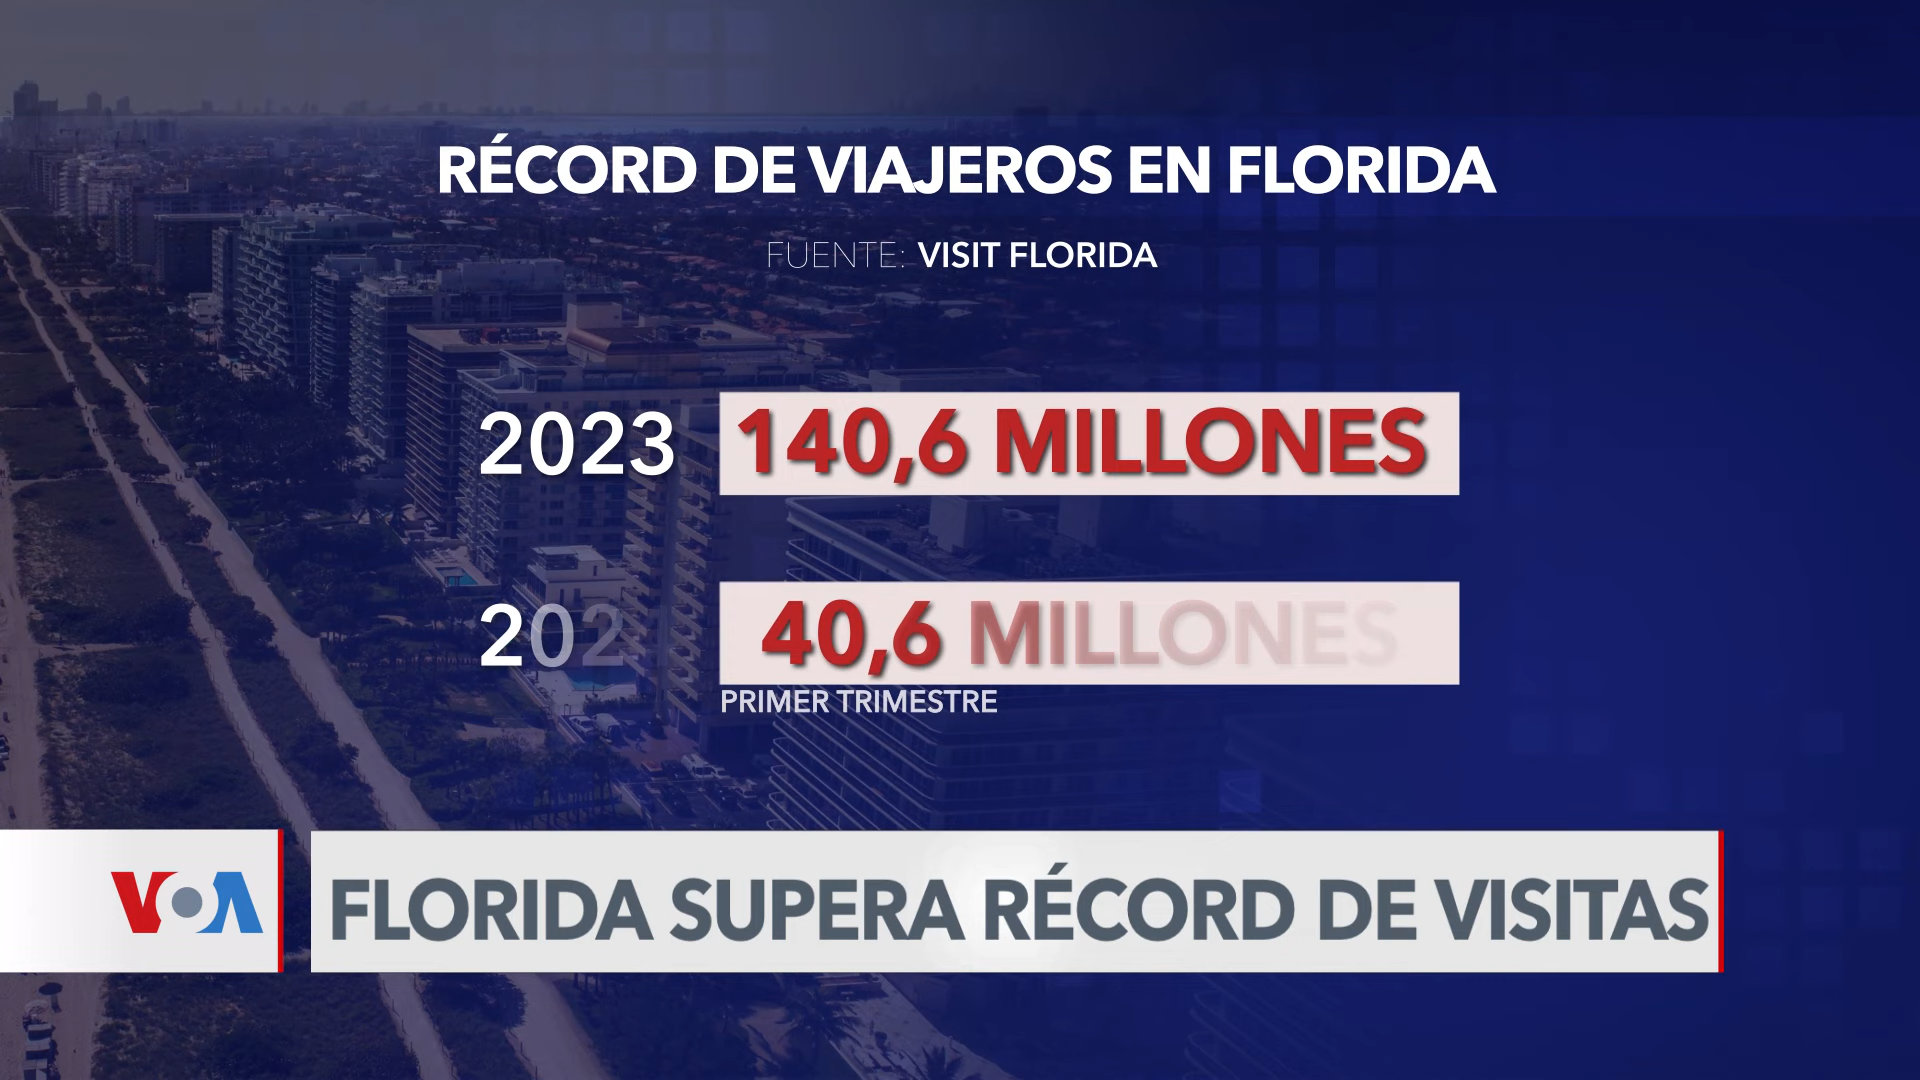 RÉCORD DE VIAJEROS EN FLORIDA
FUENTE: VISIT FLORIDA
2023 140,6 MILLONES
202 40,6 MILLONES
PRIMER TRIMESTRE
VOA FLORIDA SUPERA RÉCORD DE VISITAS